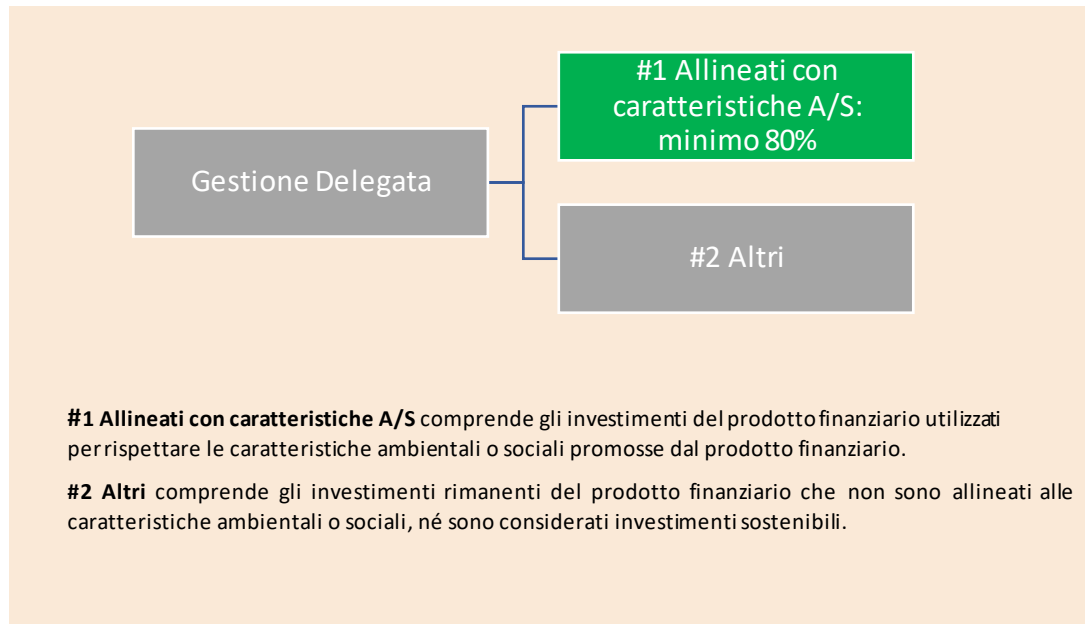 #1 Allineati con
caratteristiche A/S:
minimo 80%
Gestione Delegata
#2 Altri
#1 Allineati con caratteristiche A/S comprende gli investimenti del prodotto finanziario utilizzati
per rispettare le caratteristiche ambientali o sociali promosse dal prodotto finanziario.
#2 Altri comprende gli investimenti rimanenti del prodotto finanziario che non sono allineati alle
caratteristiche ambientali o sociali, né sono considerati investimenti sostenibili.